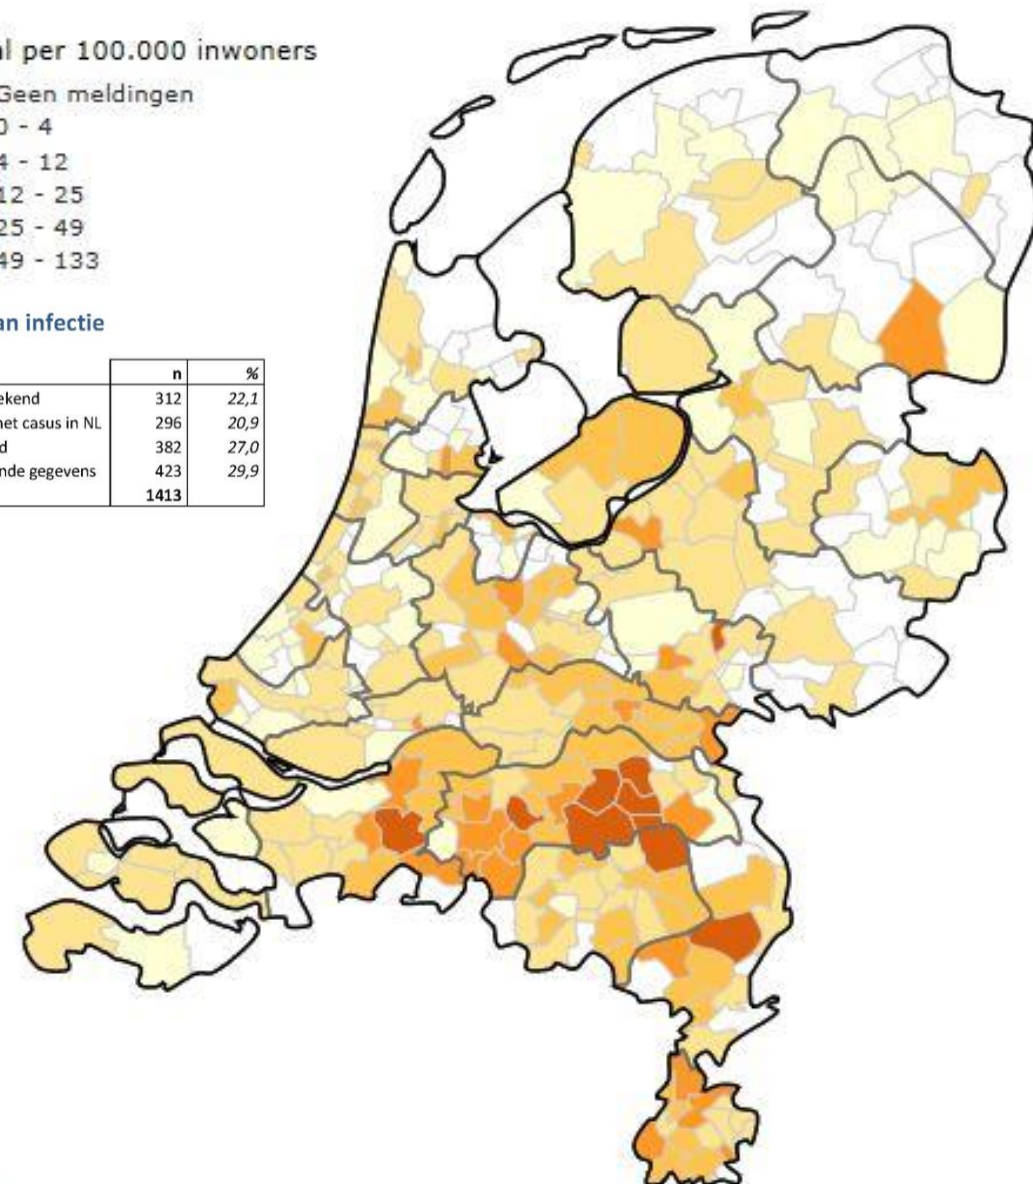 l per 100.000 inwoners
Geen meldingen
0 - 4
4 - 12
12 - 25
25 - 49
49 - 133
an infectie
n %
ekend 312 22,1
net casus in NL 296 20,9
d 382 27,0
nde gegevens 423 29,9
1413